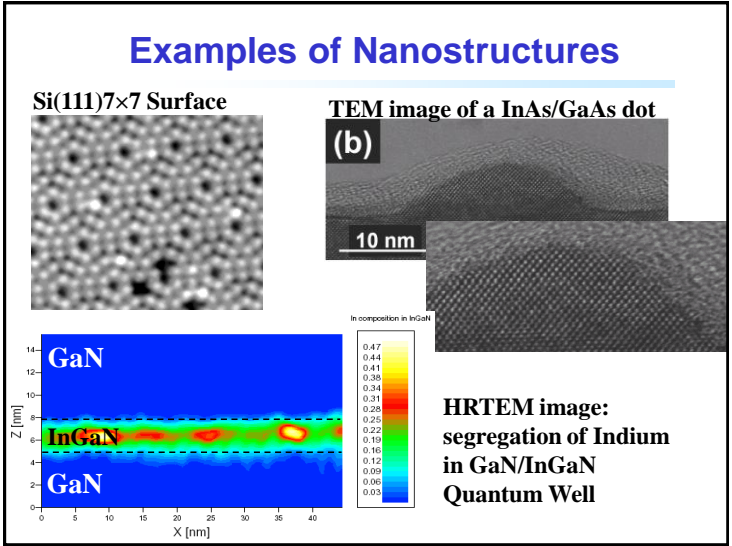 Examples of Nanostructures
Si(111)7×7 Surface
TEM image of a InAs/GaAs dot
(b)
10 nm
In composition in InGaN
0.47
0.44
0.41
0.38
0.34
0.31
0.28
0.25
0.22
0.19
0.16
0.12
0.09
0.06
0.03
GaN
InGaN
GaN
Z [nm]
14
12
10
8
6
4
2
0
0 5 10 15 20 25 30 35 40
X [nm]
HRTEM image:
segregation of Indium
in GaN/InGaN
Quantum Well